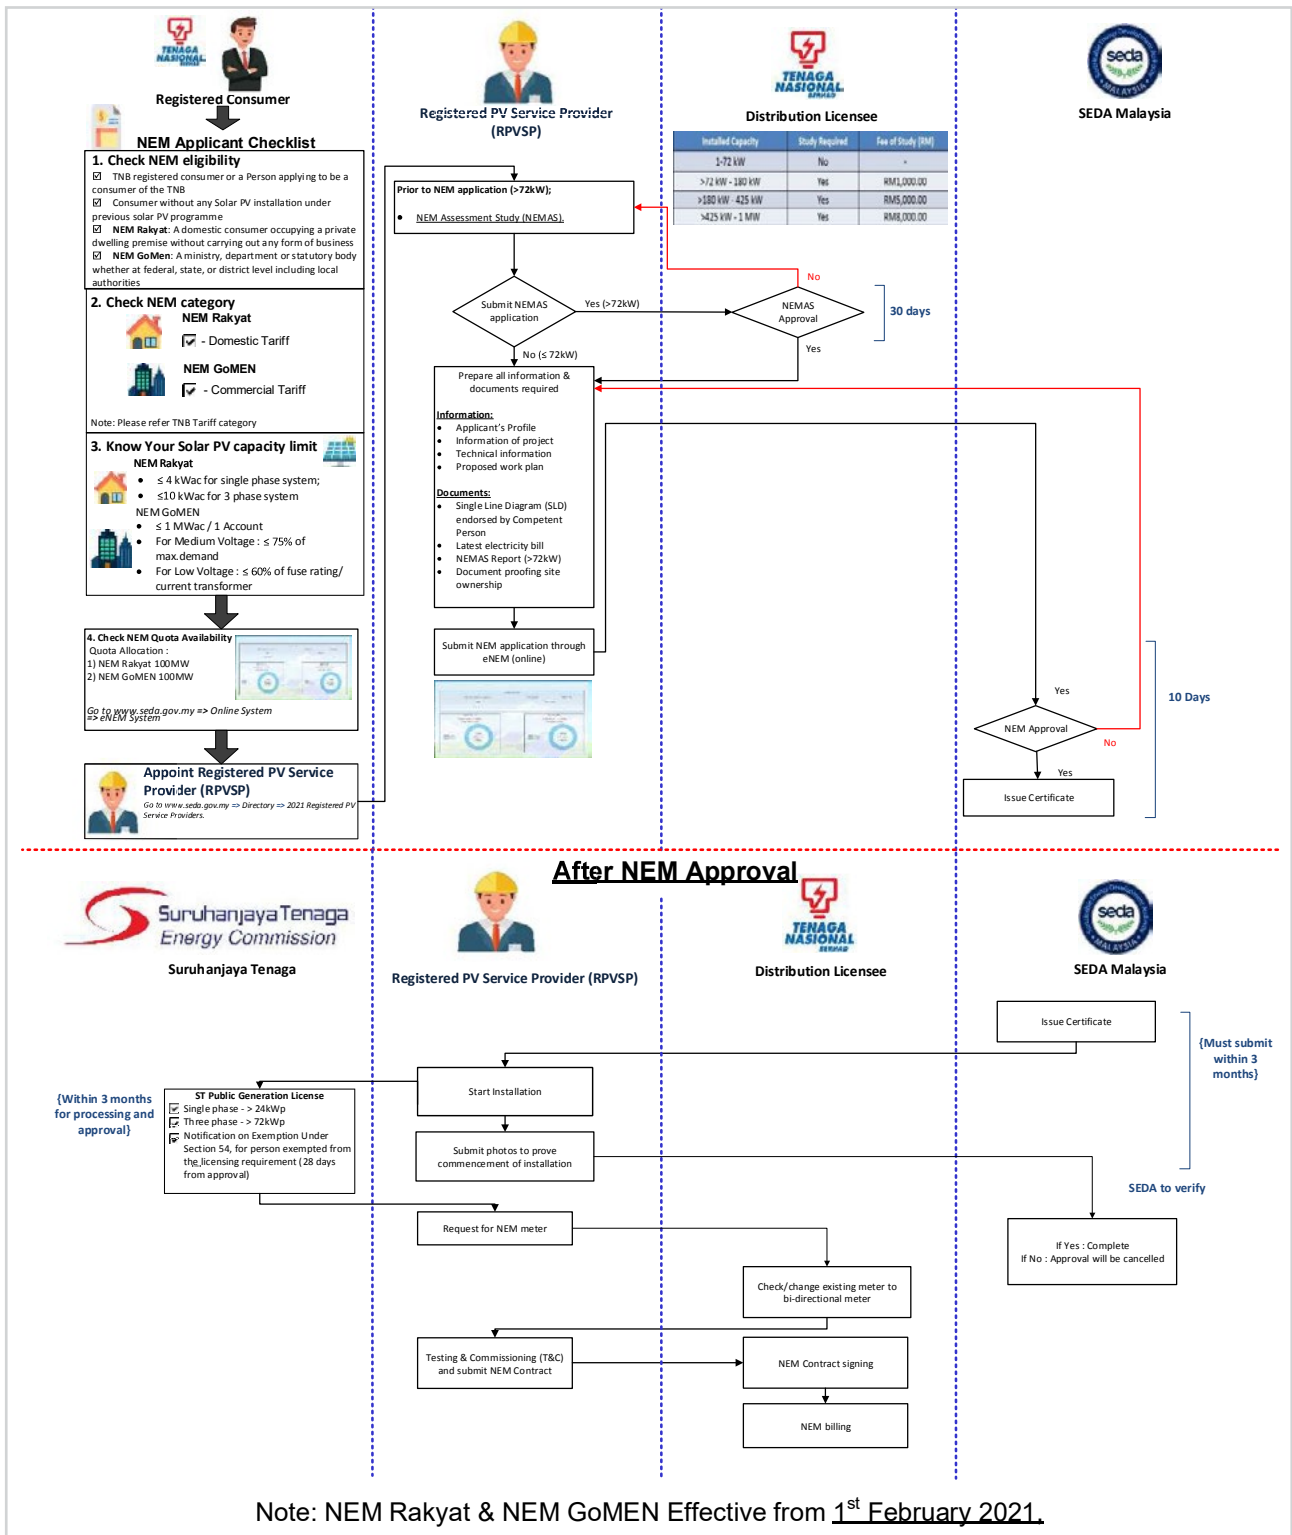 TENAGA
NASIONAL
BERHAD
Registered Consumer
NEM Applicant Checklist
1. Check NEM eligibility
☑ TNB registered consumer or a Person applying to be a
consumer of the TNB
☑ Consumer without any Solar PV installation under
previous solar PV programme
☑ NEM Rakyat: A domestic consumer occupying a private
dwelling premise without carrying out any form of business
☑ NEM GoMen: A ministry, department or statutory body
whether at federal, state, or district level including local
authorities
2. Check NEM category
NEM Rakyat
☑ - Domestic Tariff
NEM GoMEN
☑ - Commercial Tariff
Note: Please refer TNB Tariff category
3. Know Your Solar PV capacity limit
NEM Rakyat
• ≤ 4 kWac for single phase system;
• ≤10 kWac for 3 phase system
NEM GoMEN
• ≤ 1 MWac / 1 Account
• For Medium Voltage : ≤ 75% of
max.demand
• For Low Voltage : ≤ 60% of fuse rating/
current transformer
4. Check NEM Quota Availability
Quota Allocation :
1) NEM Rakyat 100MW
2) NEM GoMEN 100MW
Go to www.seda.gov.my => Online System
=> eNEM System
Appoint Registered PV Service
Provider (RPVSP)
Go to www.seda.gov.my => Directory => 2021 Registered PV
Service Providers.
Registered PV Service Provider
(RPVSP)
Prior to NEM application (>72kW);
• NEM Assessment Study (NEMAS).
Submit NEMAS
application
Yes (>72kW)
No (≤ 72kW)
Prepare all information &
documents required
Information:
• Applicant's Profile
• Information of project
• Technical information
• Proposed work plan
Documents:
• Single Line Diagram (SLD)
endorsed by Competent
Person
• Latest electricity bill
• NEMAS Report (>72kW)
• Document proofing site
ownership
Submit NEM application through
eNEM (online)
TENAGA
NASIONAL
BERHAD
Distribution Licensee
Installed Capacity Study Required Fee of Study (RM)
1-72 kW No -
>72 kW - 180 kW Yes RM1,000.00
>180 kW - 425 kW Yes RM5,000.00
>425 kW - 1 MW Yes RM8,000.00
No
NEMAS
Approval
30 days
Yes
seda
MALAYSIA
SEDA Malaysia
Yes
NEM Approval
No
10 Days
Yes
Issue Certificate
After NEM Approval
Suruhanjaya Tenaga
Energy Commission
Suruhanjaya Tenaga
Registered PV Service Provider (RPVSP)
TENAGA
NASIONAL
BERHAD
Distribution Licensee
seda
MALAYSIA
SEDA Malaysia
Issue Certificate
{Must submit
within 3
months}
Start Installation
{Within 3 months
for processing and
approval}
ST Public Generation License
☑ Single phase - > 24kWp
☑ Three phase - > 72kWp
☑ Notification on Exemption Under
Section 54, for person exempted from
the licensing requirement (28 days
from approval)
Submit photos to prove
commencement of installation
SEDA to verify
Request for NEM meter
If Yes : Complete
If No : Approval will be cancelled
Check/change existing meter to
bi-directional meter
Testing & Commissioning (T&C)
and submit NEM Contract
NEM Contract signing
NEM billing
Note: NEM Rakyat & NEM GoMEN Effective from 1st February 2021.